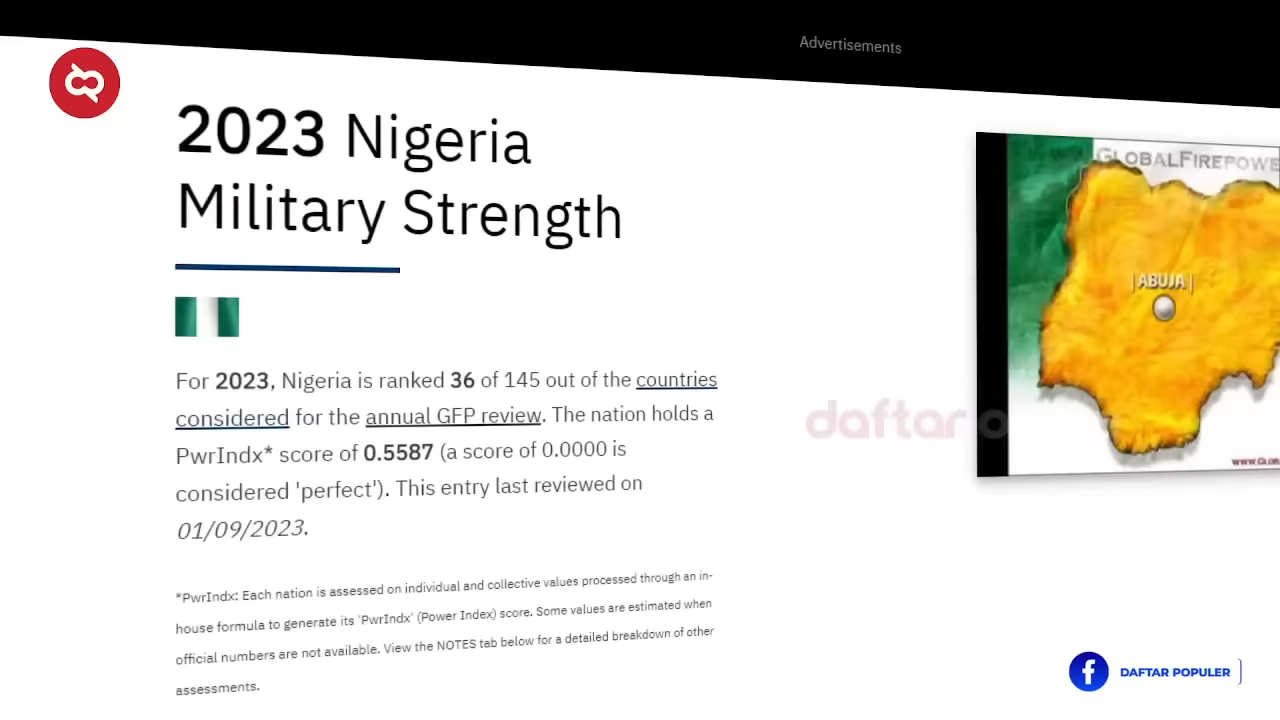 Advertisements
2023 Nigeria
Military Strength
GLOBALFIREPOWE
| ABUJA |
For 2023, Nigeria is ranked 36 of 145 out of the countries
considered for the annual GFP review. The nation holds a
PwrIndx* score of 0.5587 (a score of 0.0000 is
considered 'perfect'). This entry last reviewed on
01/09/2023.
daftar
*PwrIndx: Each nation is assessed on individual and collective values processed through an in-
house formula to generate its 'PwrIndx' (Power Index) score. Some values are estimated when
official numbers are not available. View the NOTES tab below for a detailed breakdown of other
assessments.
DAFTAR POPULER